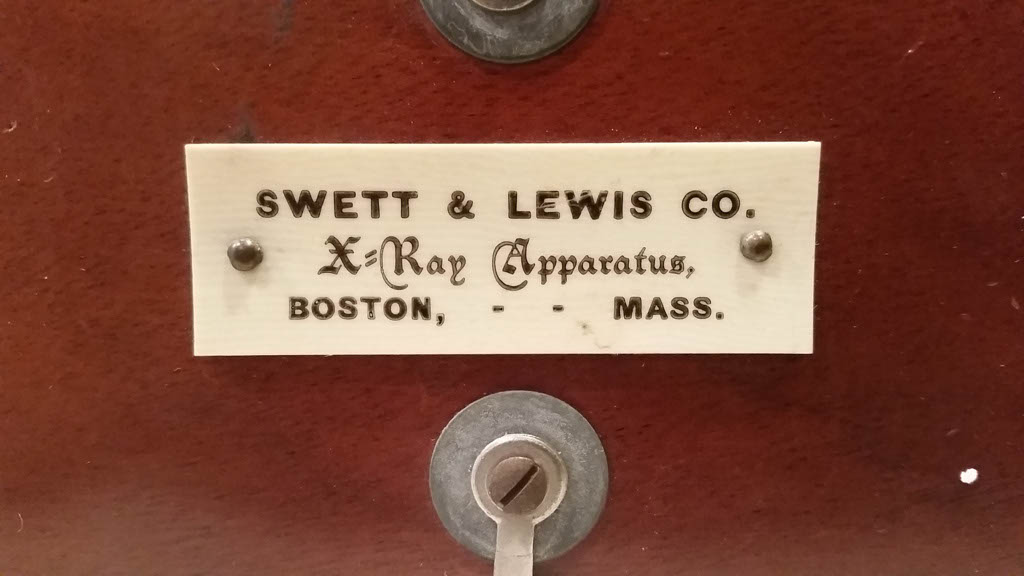 SWETT & LEWIS CO.
X=Ray Apparatus,
BOSTON, - - MASS.